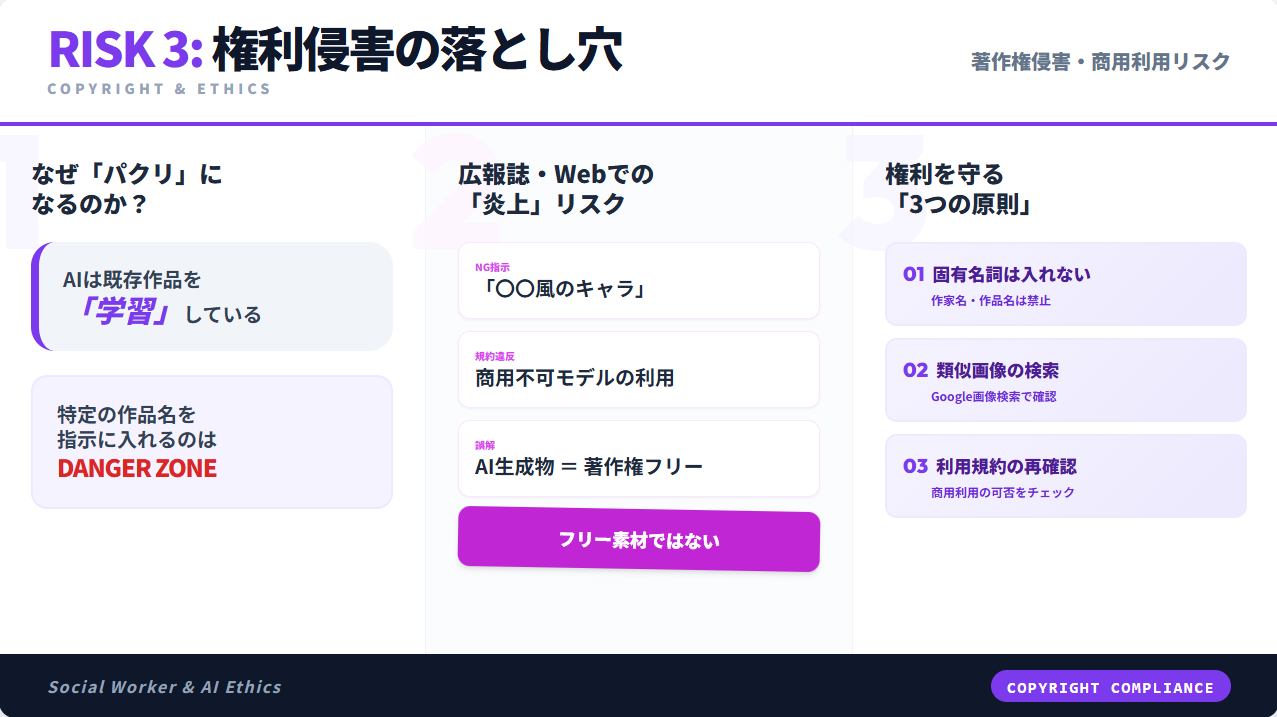 RISK 3: 権利侵害の落とし穴
COPYRIGHT & ETHICS
著作権侵害・商用利用リスク
1
なぜ「パクリ」に
なるのか？
AIは既存作品を
「学習」している
特定の作品名を
指示に入れるのは
DANGER ZONE
2
広報誌・Webでの
「炎上」リスク
NG指示
「〇〇風のキャラ」
規約違反
商用不可モデルの利用
誤解
AI生成物 ＝ 著作権フリー
フリー素材ではない
3
権利を守る
「3つの原則」
01 固有名詞は入れない
作家名・作品名は禁止
02 類似画像の検索
Google画像検索で確認
03 利用規約の再確認
商用利用の可否をチェック
Social Worker & AI Ethics
COPYRIGHT COMPLIANCE